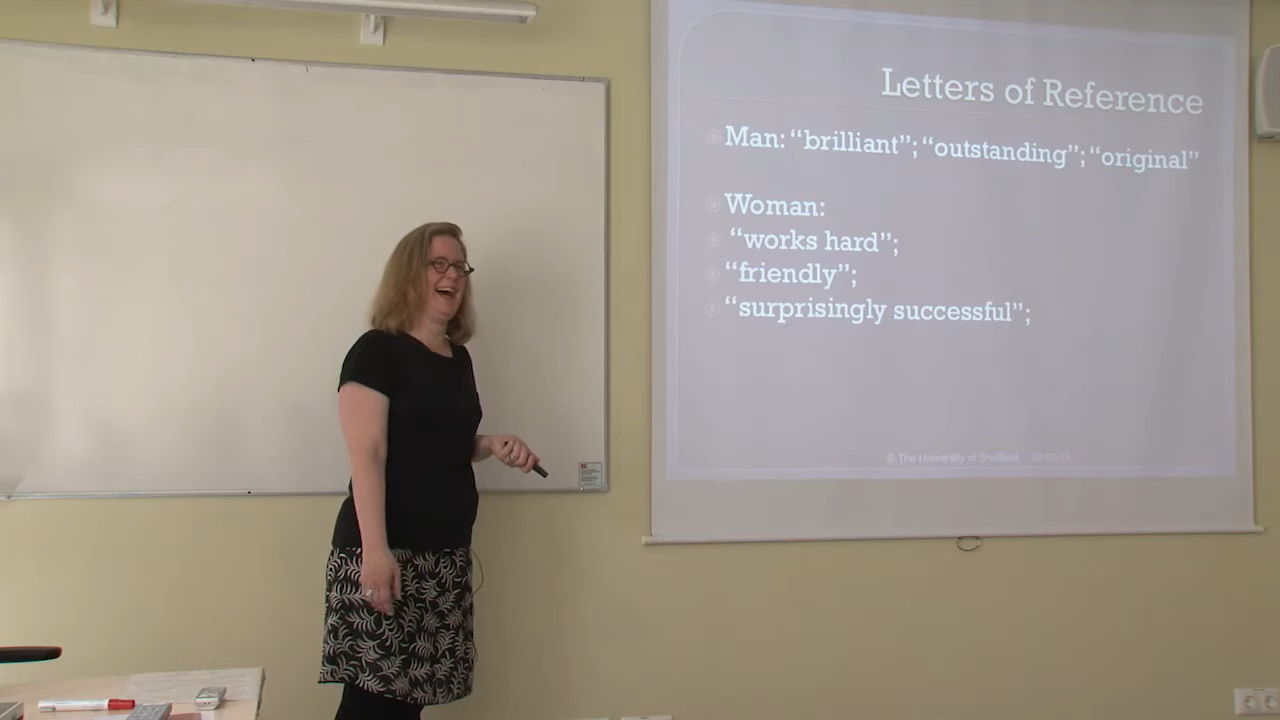 Letters of Reference
Man: “brilliant”; “outstanding”; “original”
Woman:
“works hard”;
“friendly”;
“surprisingly successful”;
© The University of Sheffield